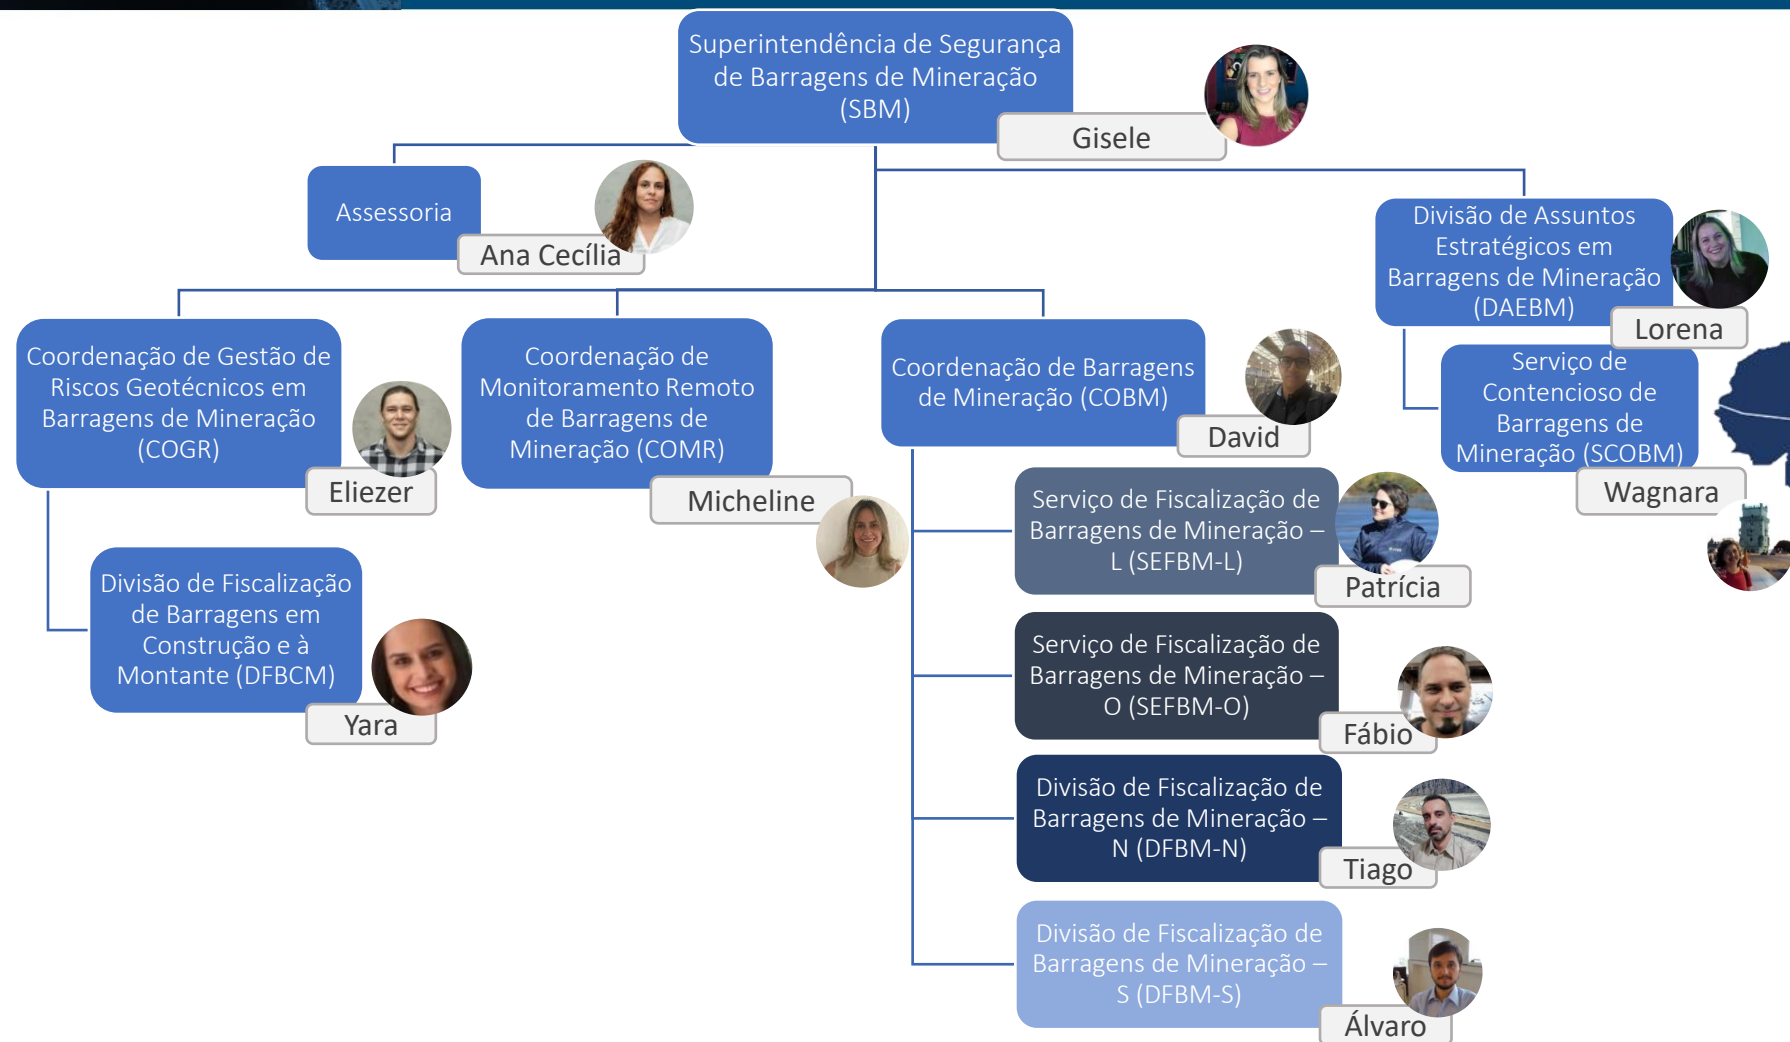 Superintendência de Segurança
de Barragens de Mineração
(SBM)
Gisele
Assessoria
Ana Cecília
Divisão de Assuntos
Estratégicos em
Barragens de Mineração
(DAEBM)
Lorena
Serviço de
Contencioso de
Barragens de
Mineração (SCOBM)
Wagnara
Coordenação de Gestão de
Riscos Geotécnicos em
Barragens de Mineração
(COGR)
Eliezer
Divisão de Fiscalização
de Barragens em
Construção e à
Montante (DFBCM)
Yara
Coordenação de
Monitoramento Remoto
de Barragens de
Mineração (COMR)
Micheline
Coordenação de Barragens
de Mineração (COBM)
David
Serviço de Fiscalização de
Barragens de Mineração –
L (SEFBM-L)
Patrícia
Serviço de Fiscalização de
Barragens de Mineração –
O (SEFBM-O)
Fábio
Divisão de Fiscalização de
Barragens de Mineração –
N (DFBM-N)
Tiago
Divisão de Fiscalização de
Barragens de Mineração –
S (DFBM-S)
Álvaro